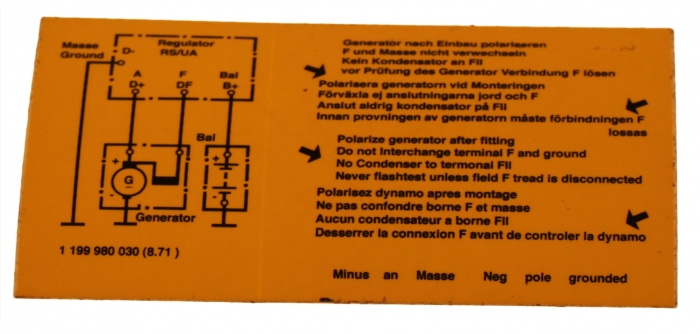 Masse
Ground
D-
Regulator
RS/UA
A
D+
F
DF
Bal
B+
Bal
+
-
+
-
G
Generator
1 199 980 030 (8.71 )
Generator nach Einbau polarisaren
F und Masse nicht verwechseln
Kein Kondensator an FII
vor Prüfung des Generator Verbindung F lösen
Polarisera generatorn vid Monteringen
Förväxla ej anslutningarna jord och F
Anslut aldrig kondensator på FII
Innan provningen av generatorn måste förbindningen F
lossas
Polarize generator after fitting
Do not Interchange terminal F and ground
No Condenser to termonal FII
Never flashtest unless field F tread is disconnected
Polarisez dynamo apres montage
Ne pas confondre borne F et masse
Aucun condensateur a borne FII
Desserrer la connexion F avant de controler la dynamo
Minus an Masse Neg pole grounded